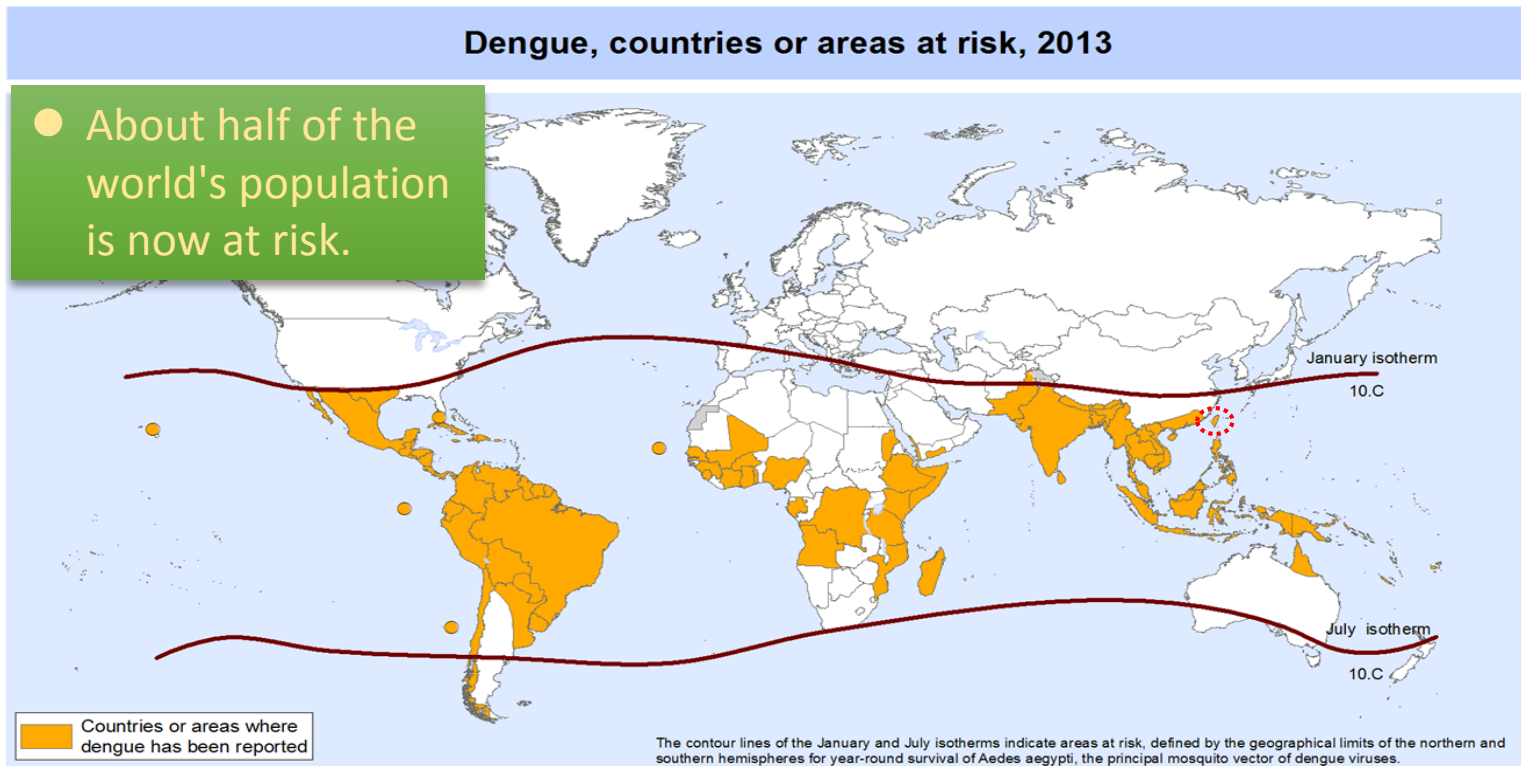 Dengue, countries or areas at risk, 2013
● About half of the
world's population
is now at risk.
January isotherm
10.C
July isotherm
10.C
Countries or areas where
dengue has been reported
The contour lines of the January and July isotherms indicate areas at risk, defined by the geographical limits of the northern and
southern hemispheres for year-round survival of Aedes aegypti, the principal mosquito vector of dengue viruses.